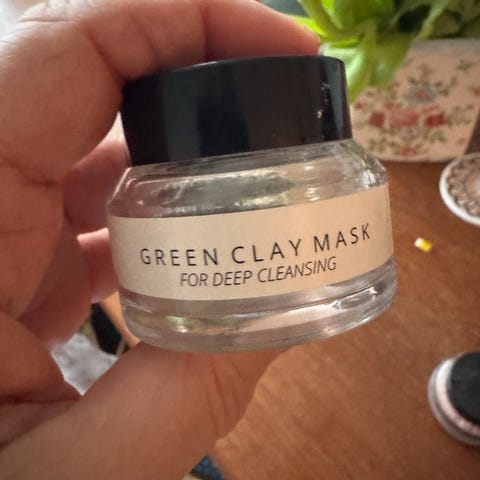 GREEN CLAY MASK
FOR DEEP CLEANSING